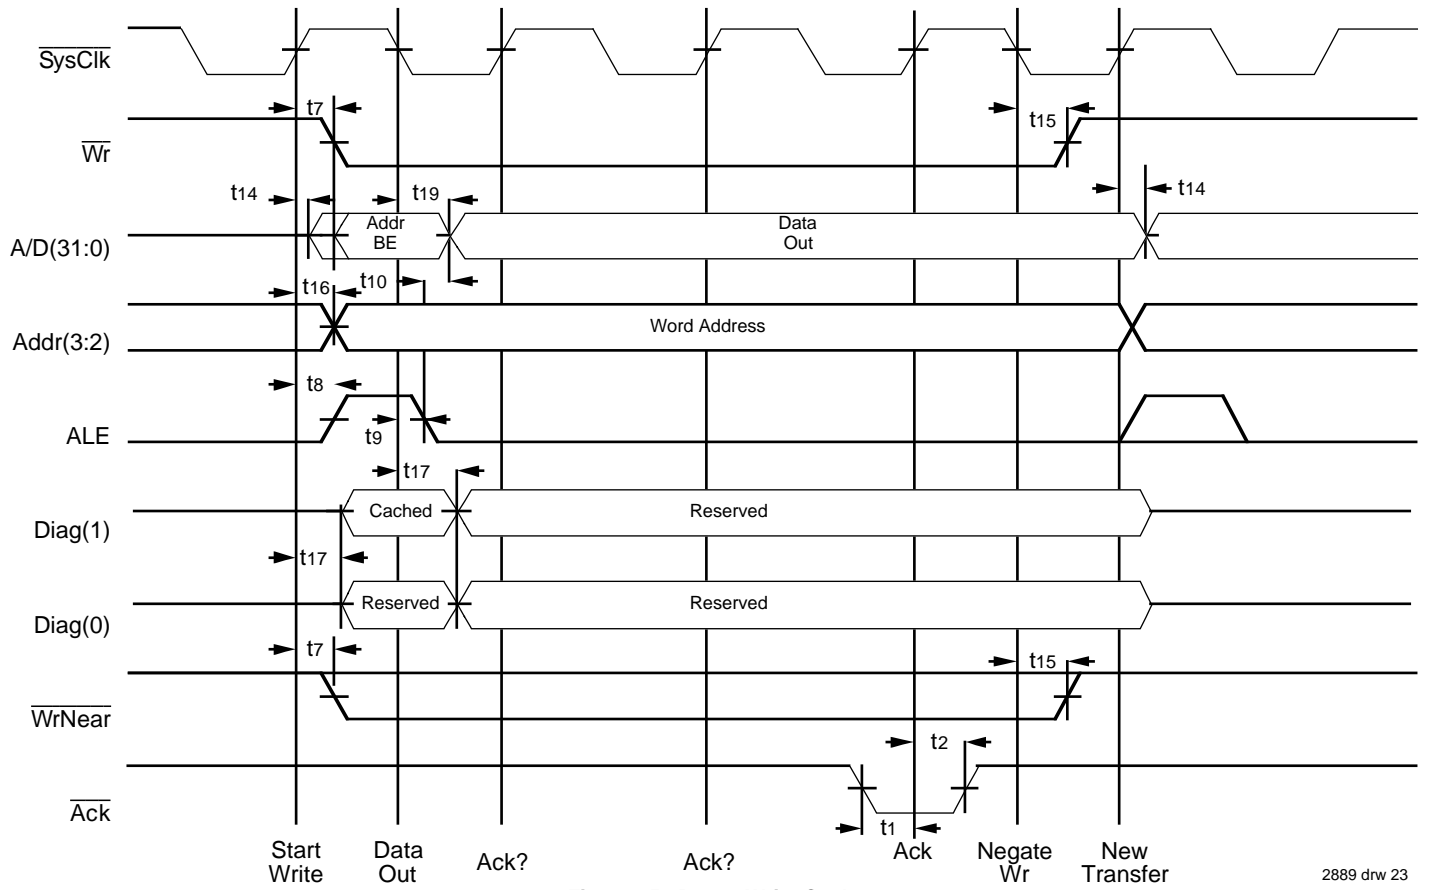 SysClk
t7
t15
Wr
t14
t19
t14
Addr
BE
Data
Out
A/D(31:0)
t16
t10
Word Address
Addr(3:2)
t8
t9
ALE
t17
Cached
Reserved
Diag(1)
t17
Reserved
Reserved
Diag(0)
t7
t15
WrNear
t2
Ack
t1
Start
Write
Data
Out
Ack?
Ack?
Ack
Negate
Wr
New
Transfer
2889 drw 23